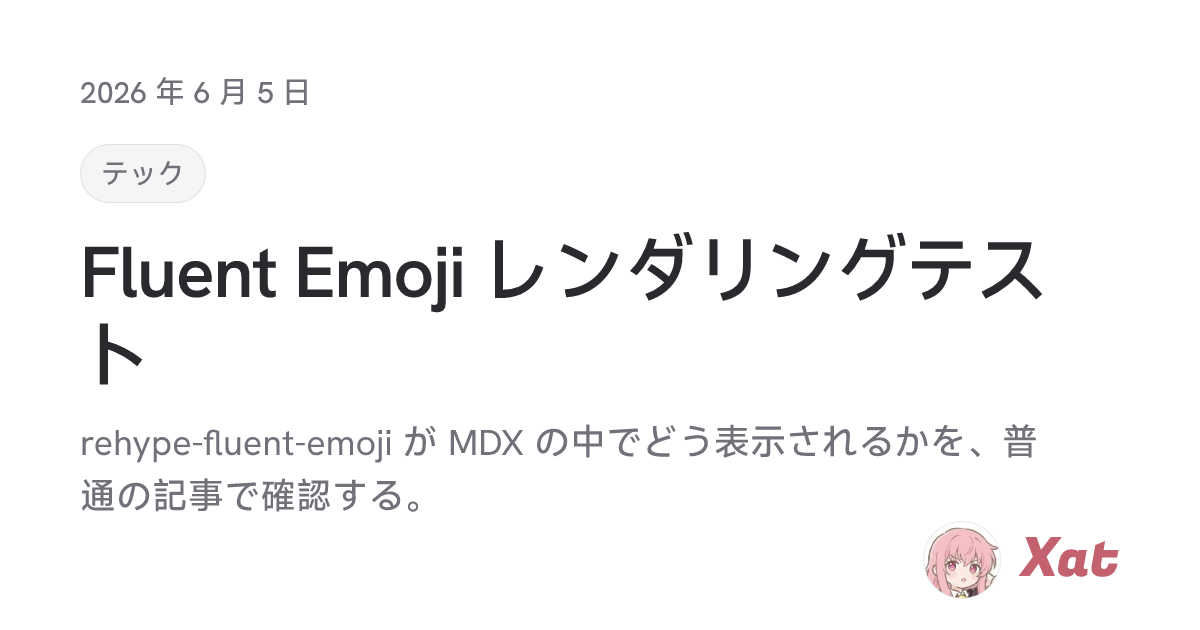 2026 年 6 月 5 日
テック
Fluent Emoji レンダリングテス
ト
rehype-fluent-emoji が MDX の中でどう表示されるかを、普
通の記事で確認する。
Xat